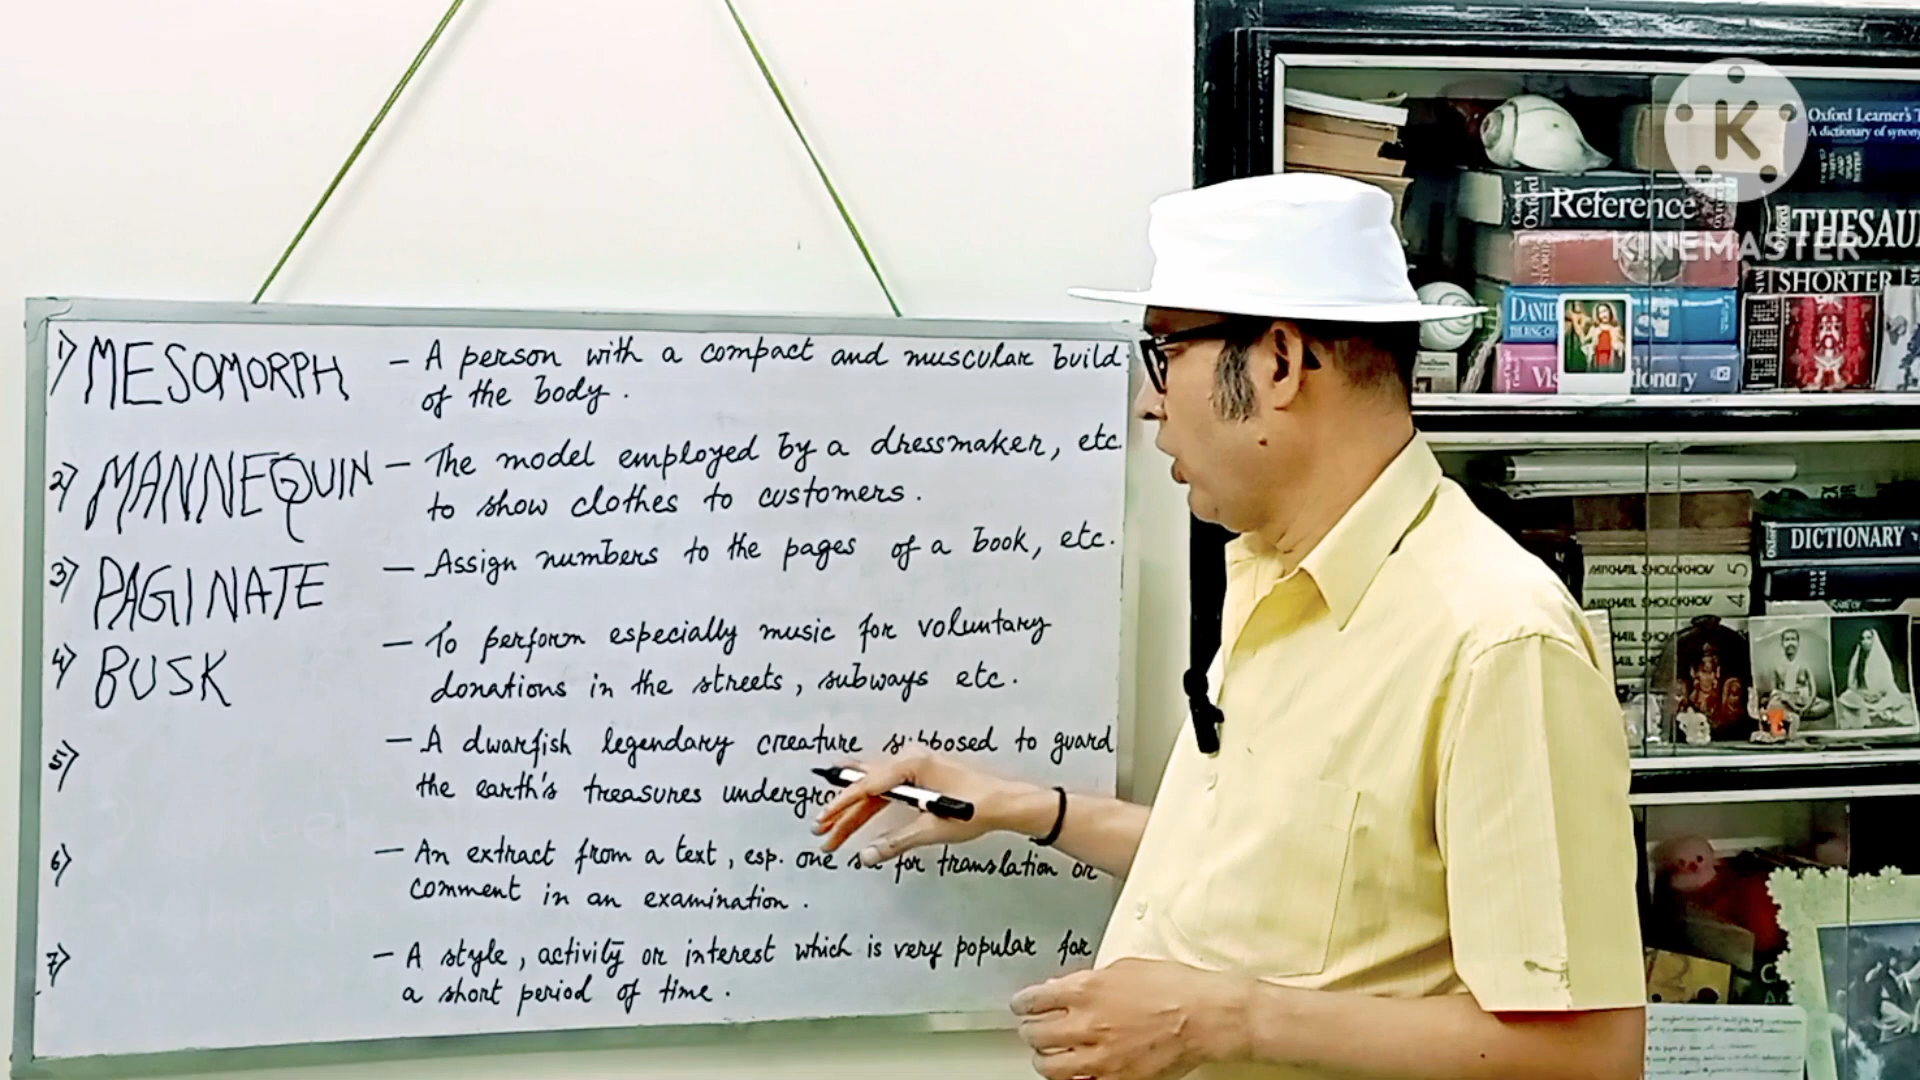 1) MESOMORPH - A person with a compact and muscular build
of the body.
2) MANNEQUIN - The model employed by a dressmaker, etc
to show clothes to customers.
3) PAGINATE - Assign numbers to the pages of a book, etc.
4) BUSK - To perform especially music for voluntary
donations in the streets, subways etc.
5) - A dwarfish legendary creature supposed to guard
the earth's treasures
6) - An extract from a text, esp. one for translation or
comment in an examination.
7) - A style, activity or interest which is very popular for
a short period of time.
K
KINEMASTER
Oxford Learner's
A dictionary of
Oxford
Reference
Oxford
THESAU
SHORTER
DANIE
DICTIONARY
MIKHAIL SHOLOKHOV 5
MIKHAIL SHOLOKHOV 4